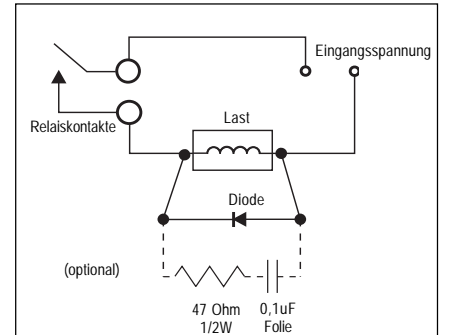 Eingangsspannung
Relaiskontakte
Last
Diode
(optional)
47 Ohm
1/2W
0,1uF
Folie